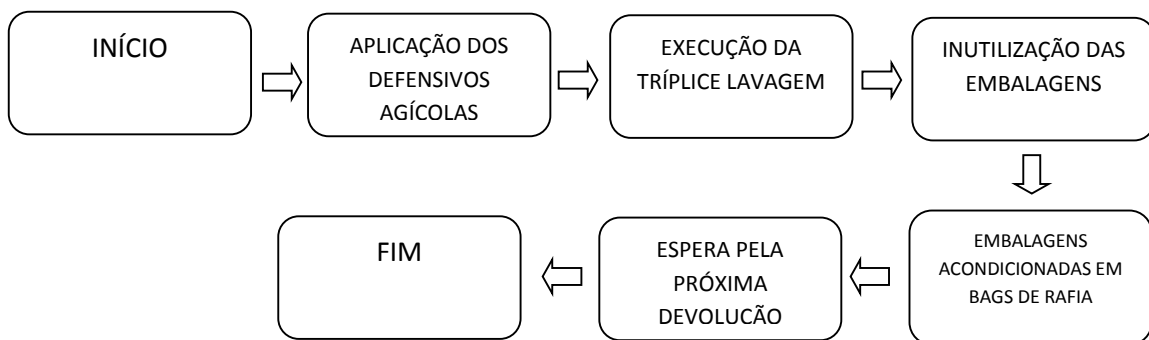 INÍCIO
APLICAÇÃO DOS
DEFENSIVOS
AGÍCOLAS
EXECUÇÃO DA
TRÍPLICE LAVAGEM
INUTILIZAÇÃO DAS
EMBALAGENS
EMBALAGENS
ACONDICIONADAS EM
BAGS DE RAFIA
ESPERA PELA
PRÓXIMA
DEVOLUCÃO
FIM